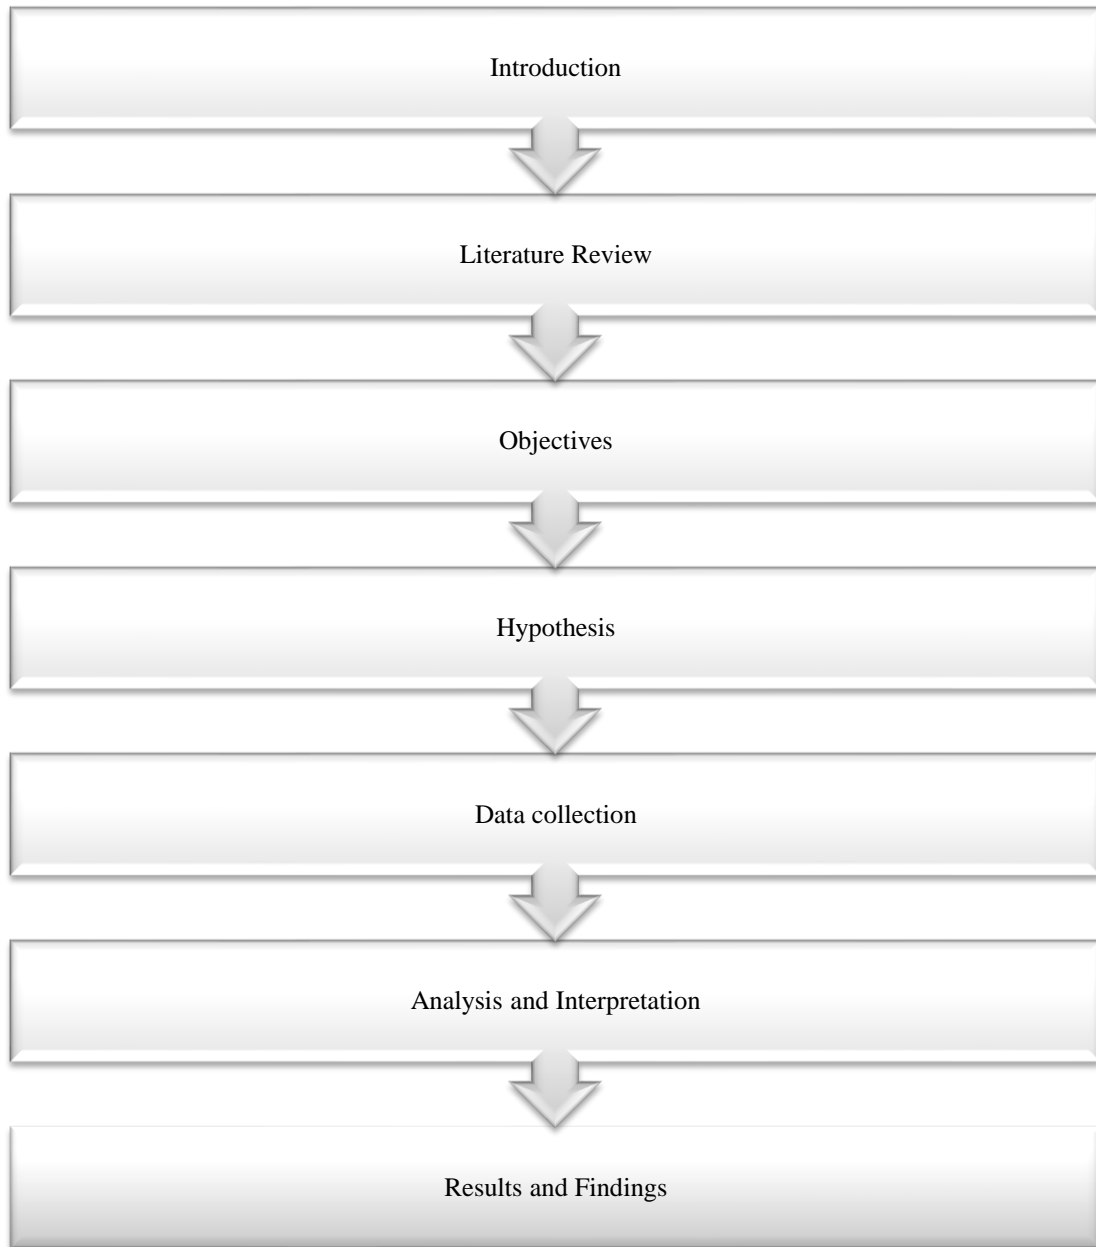 Introduction
Literature Review
Objectives
Hypothesis
Data collection
Analysis and Interpretation
Results and Findings